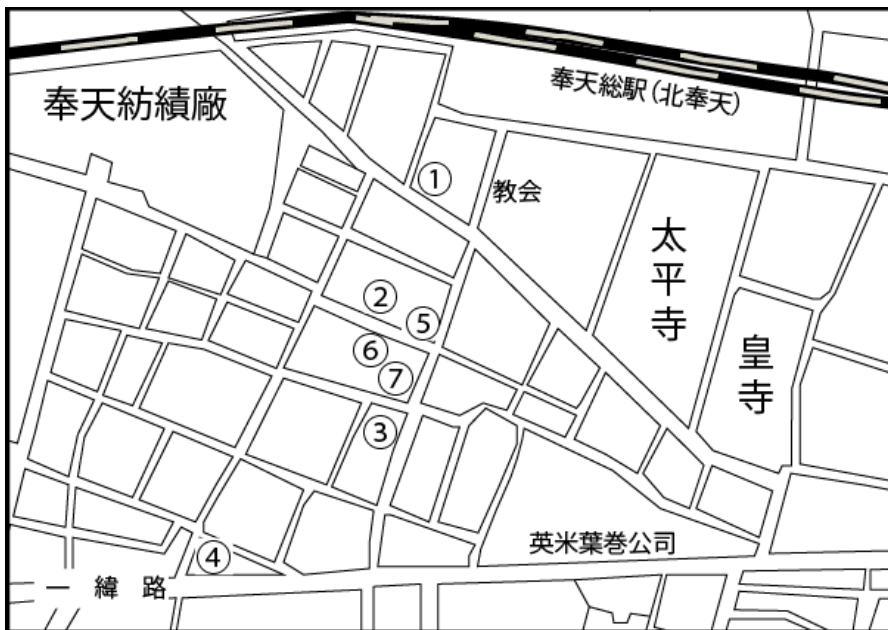 奉天紡績廠
奉天総駅(北奉天)
①
教会
太平寺
②
⑤
⑥
⑦
皇寺
③
④
英米葉巻公司
一緯路